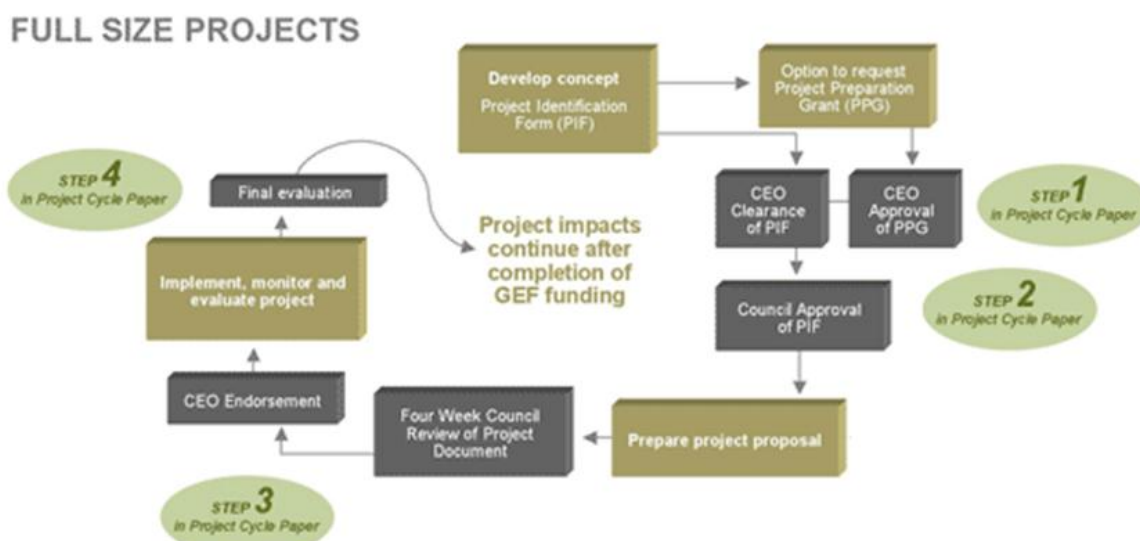 FULL SIZE PROJECTS
Develop concept
Project Identification
Form (PIF)
Option to request
Project Preparation
Grant (PPG)
CEO
Clearance
of PIF
CEO
Approval
of PPG
STEP 1
in Project Cycle Paper
Council Approval
of PIF
STEP 2
in Project Cycle Paper
Prepare project proposal
Four Week Council
Review of Project
Document
CEO Endorsement
STEP 3
in Project Cycle Paper
Implement, monitor and
evaluate project
Final evaluation
STEP 4
in Project Cycle Paper
Project impacts
continue after
completion of
GEF funding